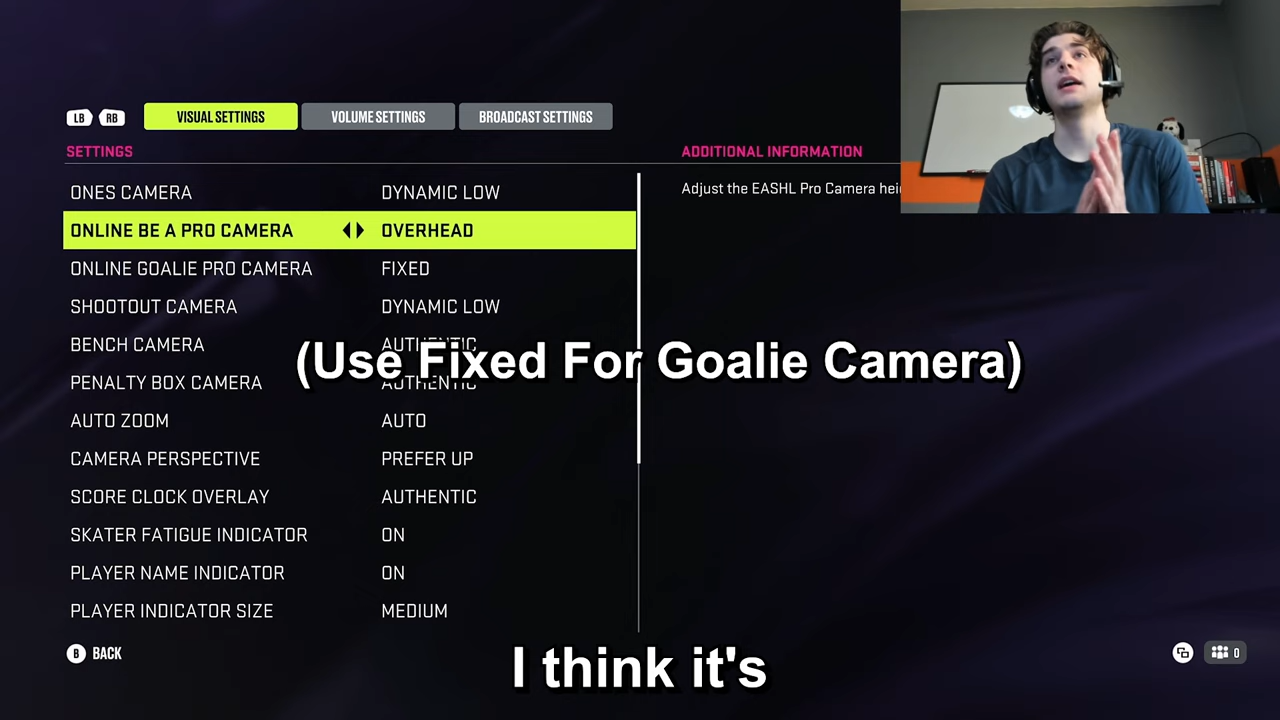 LB RB VISUAL SETTINGS VOLUME SETTINGS BROADCAST SETTINGS
SETTINGS
ADDITIONAL INFORMATION
ONES CAMERA DYNAMIC LOW
Adjust the EASHL Pro Camera
ONLINE BE A PRO CAMERA OVERHEAD
ONLINE GOALIE PRO CAMERA FIXED
SHOOTOUT CAMERA DYNAMIC LOW
BENCH CAMERA AUTHENTIC
(Use Fixed For Goalie Camera)
PENALTY BOX CAMERA AUTHENTIC
AUTO ZOOM AUTO
CAMERA PERSPECTIVE PREFER UP
SCORE CLOCK OVERLAY AUTHENTIC
SKATER FATIGUE INDICATOR ON
PLAYER NAME INDICATOR ON
PLAYER INDICATOR SIZE MEDIUM
B BACK
0
I think it's